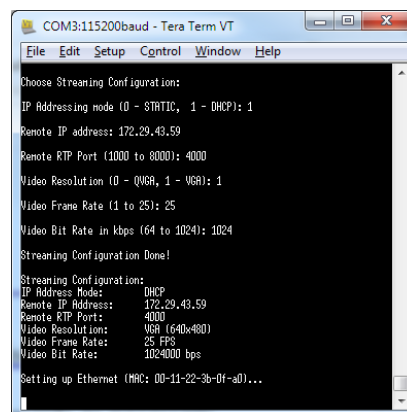 COM3:115200baud - Tera Term VT
File Edit Setup Control Window Help
Choose Streaming Configuration:
IP Addressing mode (0 - STATIC, 1 - DHCP): 1
Remote IP address: 172.29.43.59
Remote RTP Port (1000 to 8000): 4000
Video Resolution (0 - QVGA, 1 - VGA): 1
Video Frame Rate (1 to 25): 25
Video Bit Rate in kbps (64 to 1024): 1024
Streaming Configuration Done!
Streaming Configuration:
IP Address Mode: DHCP
Remote IP Address: 172.29.43.59
Remote RTP Port: 4000
Video Resolution: VGA (640x480)
Video Frame Rate: 25 FPS
Video Bit Rate: 1024000 bps
Setting up Ethernet (MAC: 00-11-22-3b-0f-a0)...